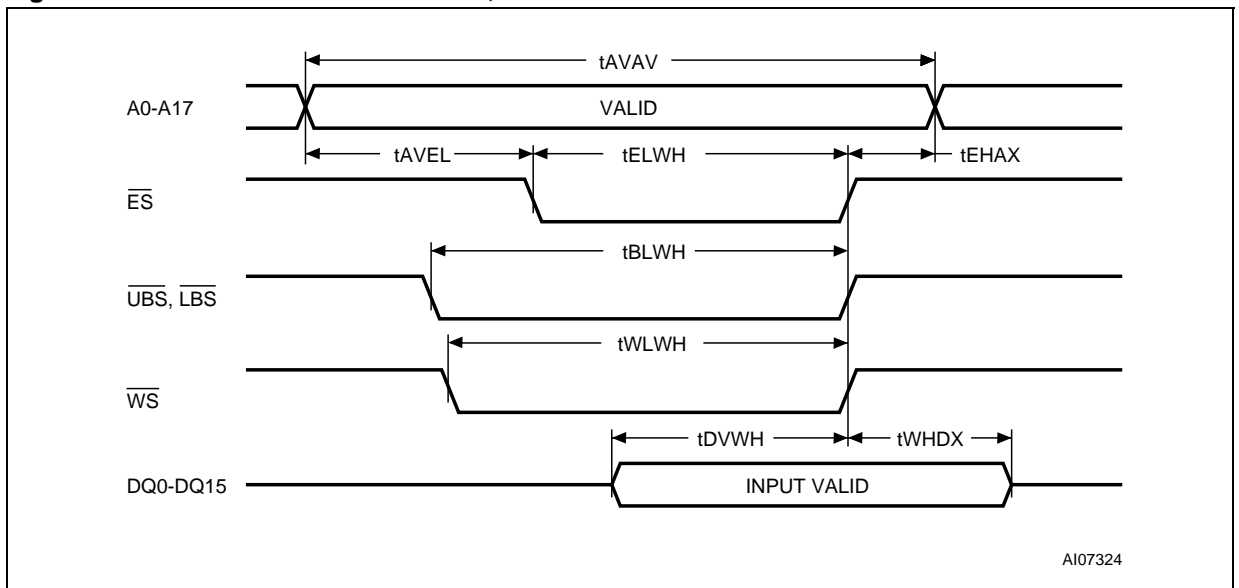 tAVAV
A0-A17 VALID
tAVEL tELWH tEHAX
ES
tBLWH
UBS, LBS
tWLWH
WS
tDVWH tWHDX
DQ0-DQ15 INPUT VALID
AI07324